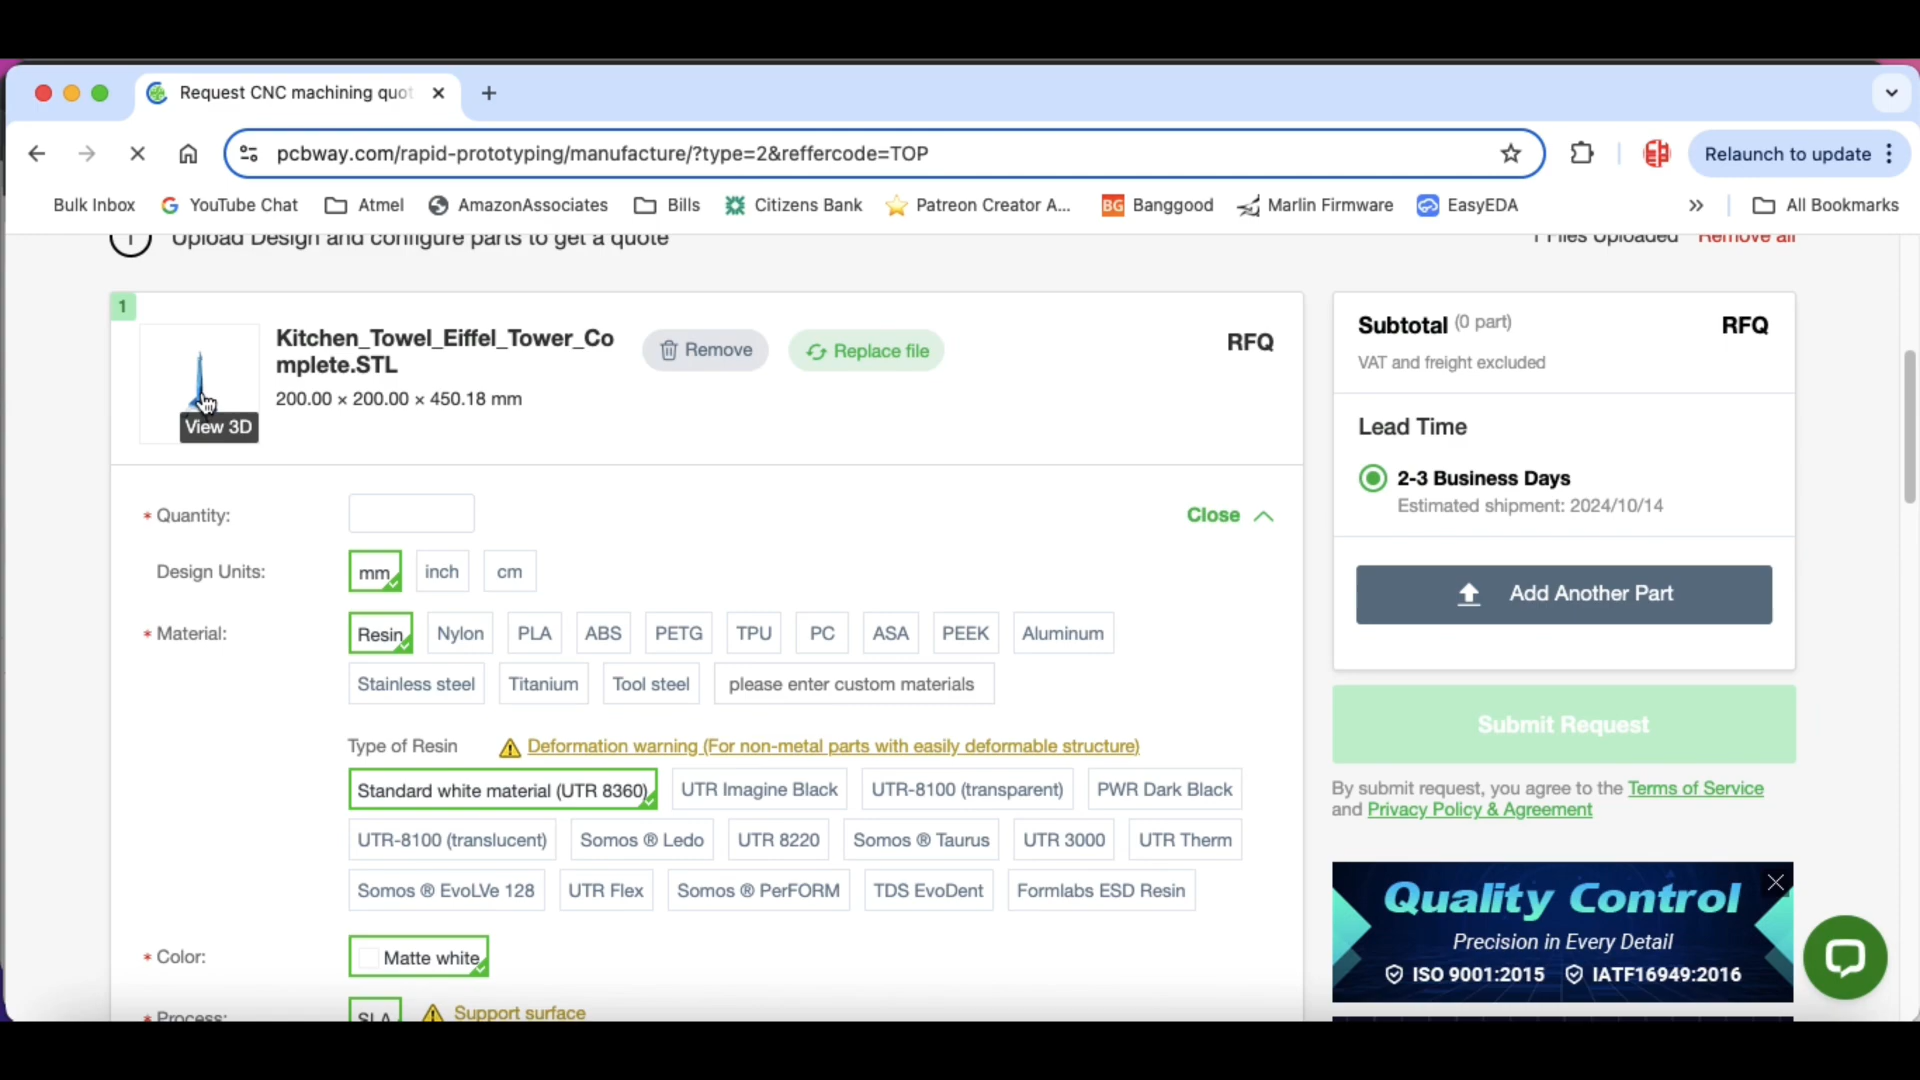 Request CNC machining quot
pcbway.com/rapid-prototyping/manufacture/?type=2&reffercode=TOP
Relaunch to update
Bulk Inbox YouTube Chat Atmel AmazonAssociates Bills Citizens Bank Patreon Creator A... Banggood Marlin Firmware EasyEDA All Bookmarks
1 Upload Design and configure parts to get a quote
1 Files Uploaded Remove all
1
Kitchen_Towel_Eiffel_Tower_Co
mplete.STL
200.00 × 200.00 × 450.18 mm
Remove
Replace file
RFQ
View 3D
* Quantity:
Close
Design Units: mm inch cm
* Material: Resin Nylon PLA ABS PETG TPU PC ASA PEEK Aluminum
Stainless steel Titanium Tool steel please enter custom materials
Type of Resin Deformation warning (For non-metal parts with easily deformable structure)
Standard white material (UTR 8360) UTR Imagine Black UTR-8100 (transparent) PWR Dark Black
UTR-8100 (translucent) Somos ® Ledo UTR 8220 Somos ® Taurus UTR 3000 UTR Therm
Somos ® EvoLVe 128 UTR Flex Somos ® PerFORM TDS EvoDent Formlabs ESD Resin
* Color: Matte white
* Process: SLA Support surface
Subtotal (0 part) RFQ
VAT and freight excluded
Lead Time
2-3 Business Days
Estimated shipment: 2024/10/14
Add Another Part
Submit Request
By submit request, you agree to the Terms of Service
and Privacy Policy & Agreement
Quality Control
Precision in Every Detail
ISO 9001:2015 IATF16949:2016